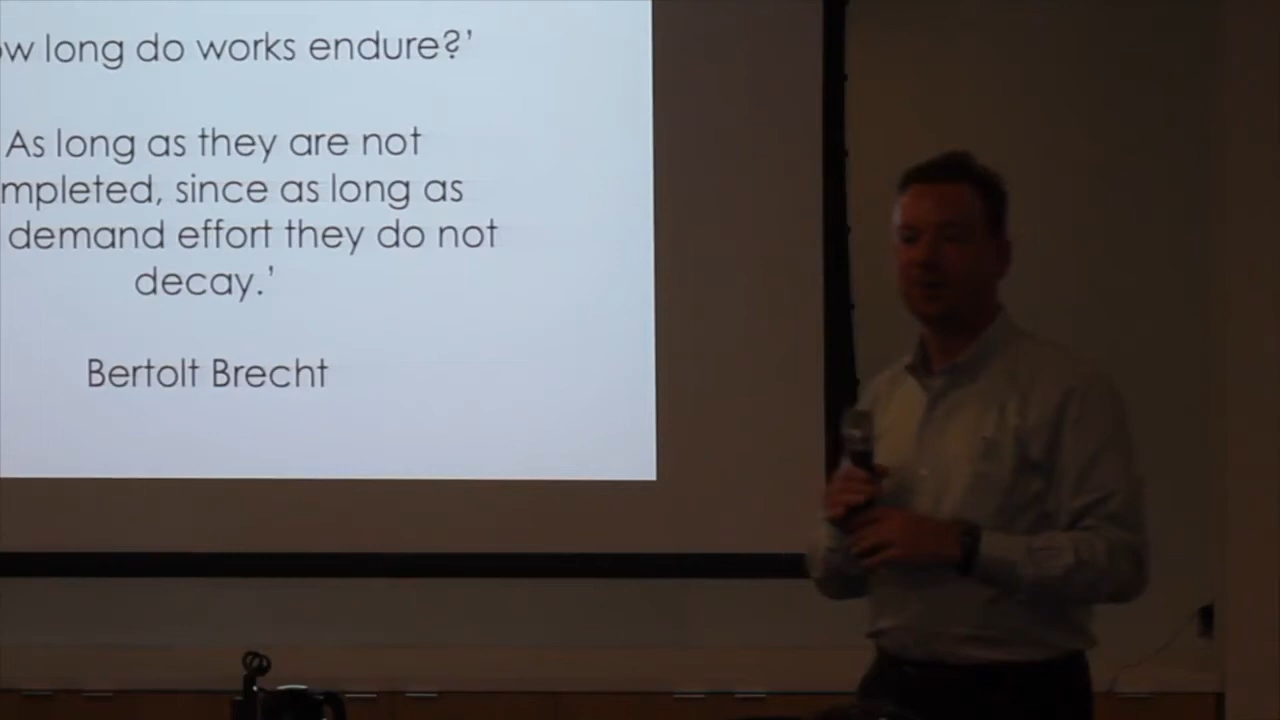 ow long do works endure?’
As long as they are not
mpleted, since as long as
demand effort they do not
decay.’
Bertolt Brecht